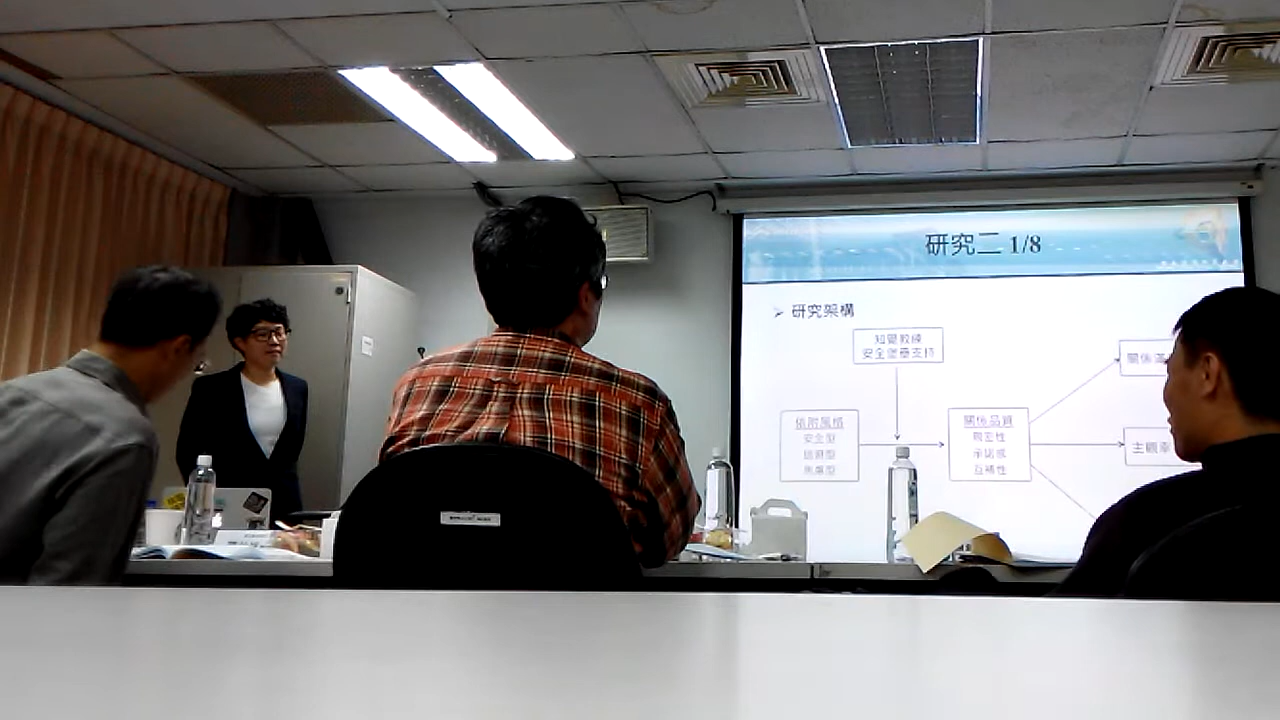 研究二 1/8
➢ 研究架構
知覺教練
安全堡壘支持
依附風格
安全型
逃避型
焦慮型
關係品質
親密性
承諾感
互補性
關係滿
主觀幸